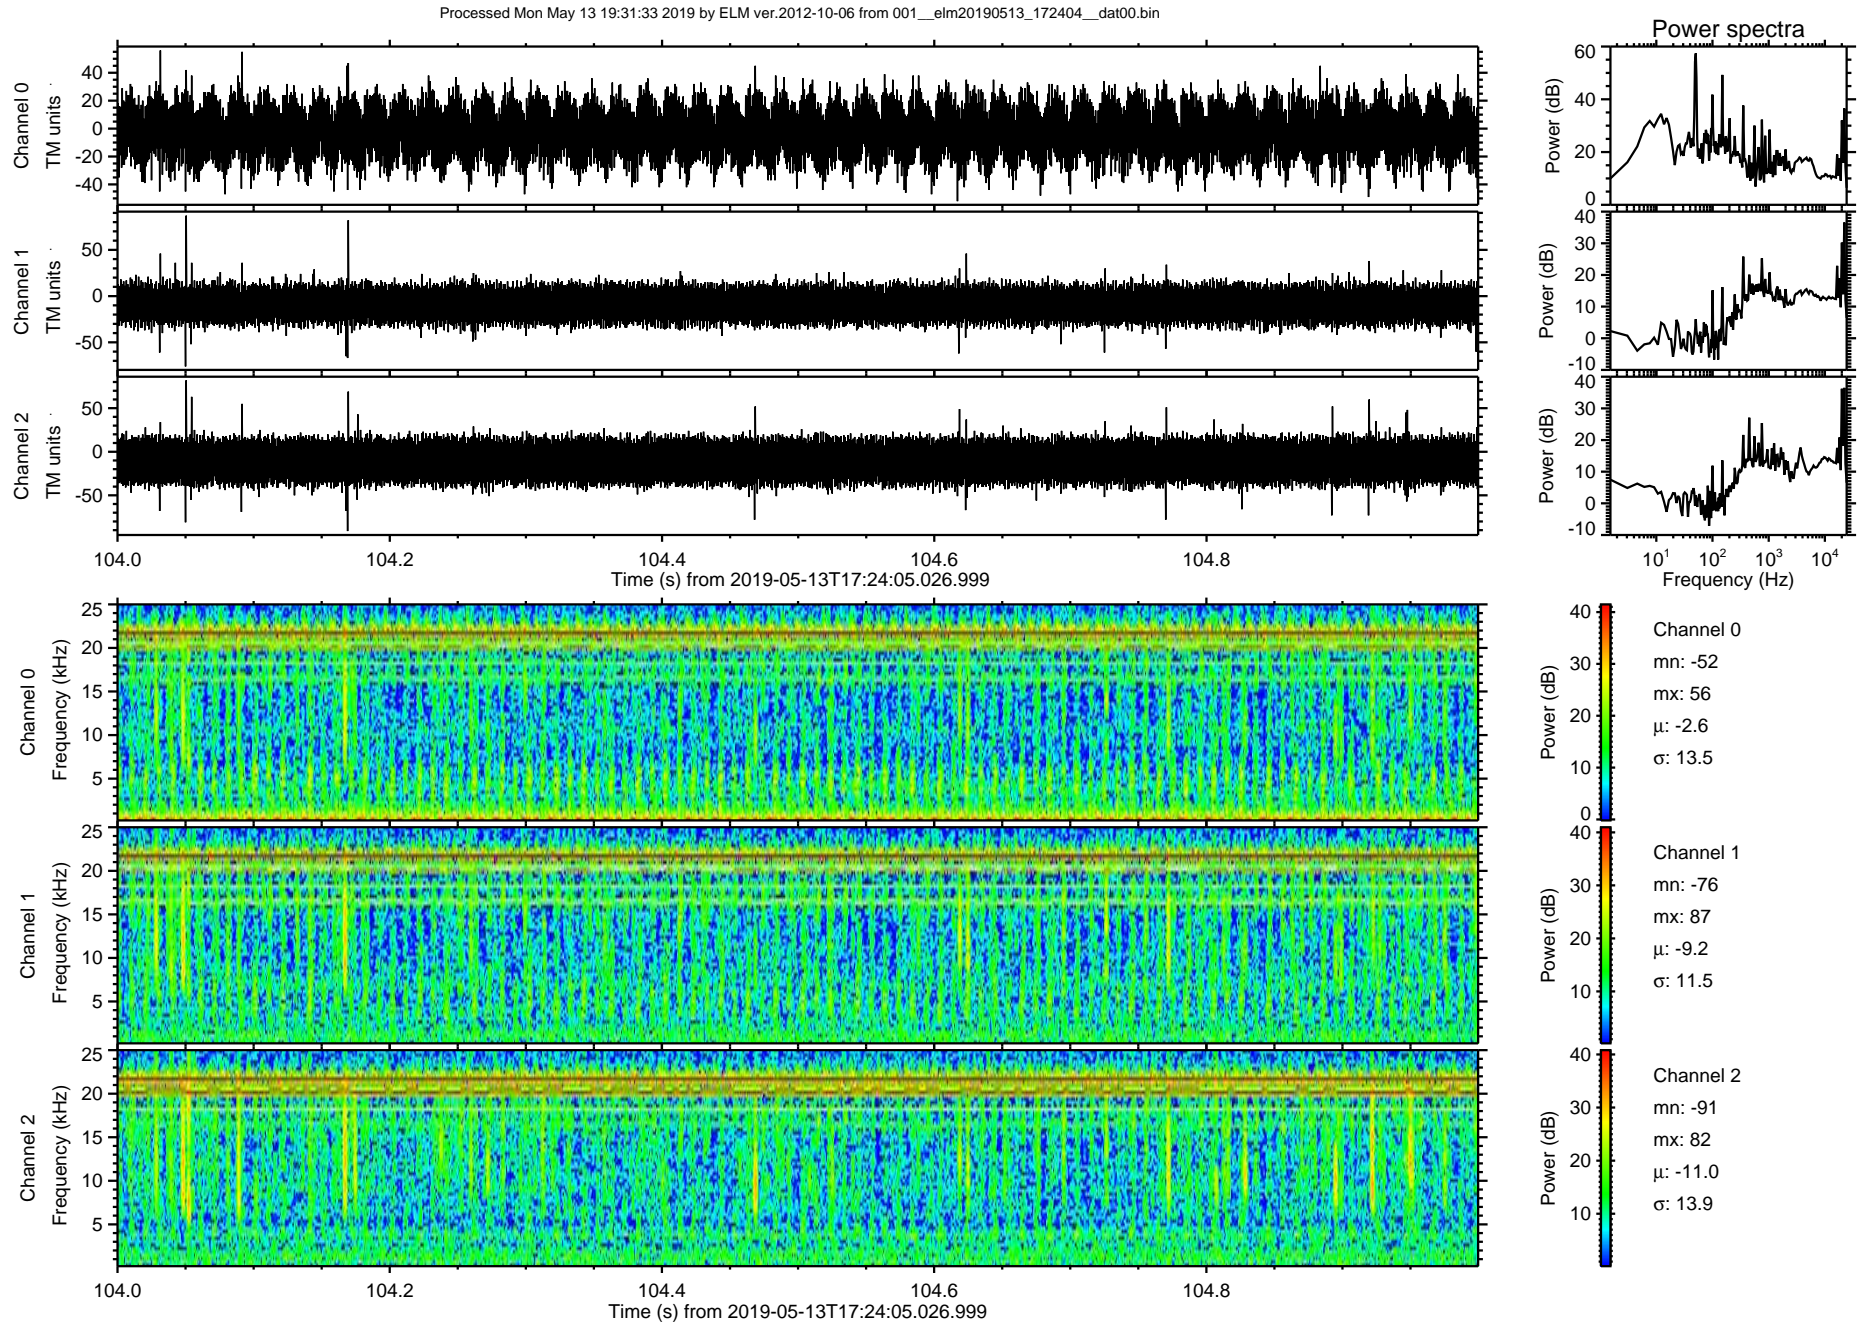 Processed Mon May 13 19:31:33 2019 by ELM ver.2012-10-06 from 001__elm20190513_172404__dat00.bin
Power spectra
Channel 0
TM units
40
20
0
-20
-40
Power (dB)
60
40
20
0
Channel 1
TM units
50
0
-50
Power (dB)
40
30
20
10
0
-10
Channel 2
TM units
50
0
-50
Power (dB)
40
30
20
10
0
-10
104.0 104.2 104.4 104.6 104.8
Time (s) from 2019-05-13T17:24:05.026.999
10¹ 10² 10³ 10⁴
Frequency (Hz)
Channel 0
Frequency (kHz)
25
20
15
10
5
Power (dB)
40
30
20
10
0
Channel 0
mn: -52
mx: 56
μ: -2.6
σ: 13.5
Channel 1
Frequency (kHz)
25
20
15
10
5
Power (dB)
40
30
20
10
Channel 1
mn: -76
mx: 87
μ: -9.2
σ: 11.5
Channel 2
Frequency (kHz)
25
20
15
10
5
Power (dB)
40
30
20
10
Channel 2
mn: -91
mx: 82
μ: -11.0
σ: 13.9
104.0 104.2 104.4 104.6 104.8
Time (s) from 2019-05-13T17:24:05.026.999